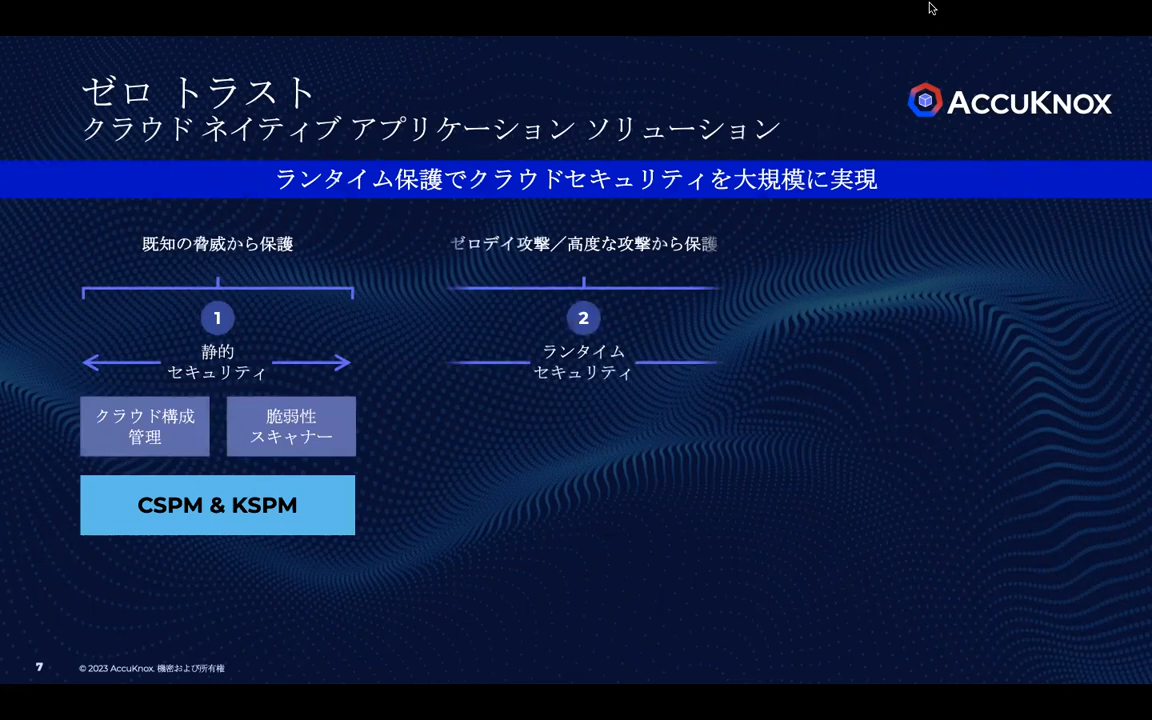 ゼロ トラスト
クラウド ネイティブ アプリケーション ソリューション
ACCUKNOX
ランタイム保護でクラウドセキュリティを大規模に実現
既知の脅威から保護
ゼロデイ攻撃／高度な攻撃から保護
1
2
静的
セキュリティ
ランタイム
セキュリティ
クラウド構成
管理
脆弱性
スキャナー
CSPM & KSPM
7
© 2023 AccuKnox. 機密および所有権